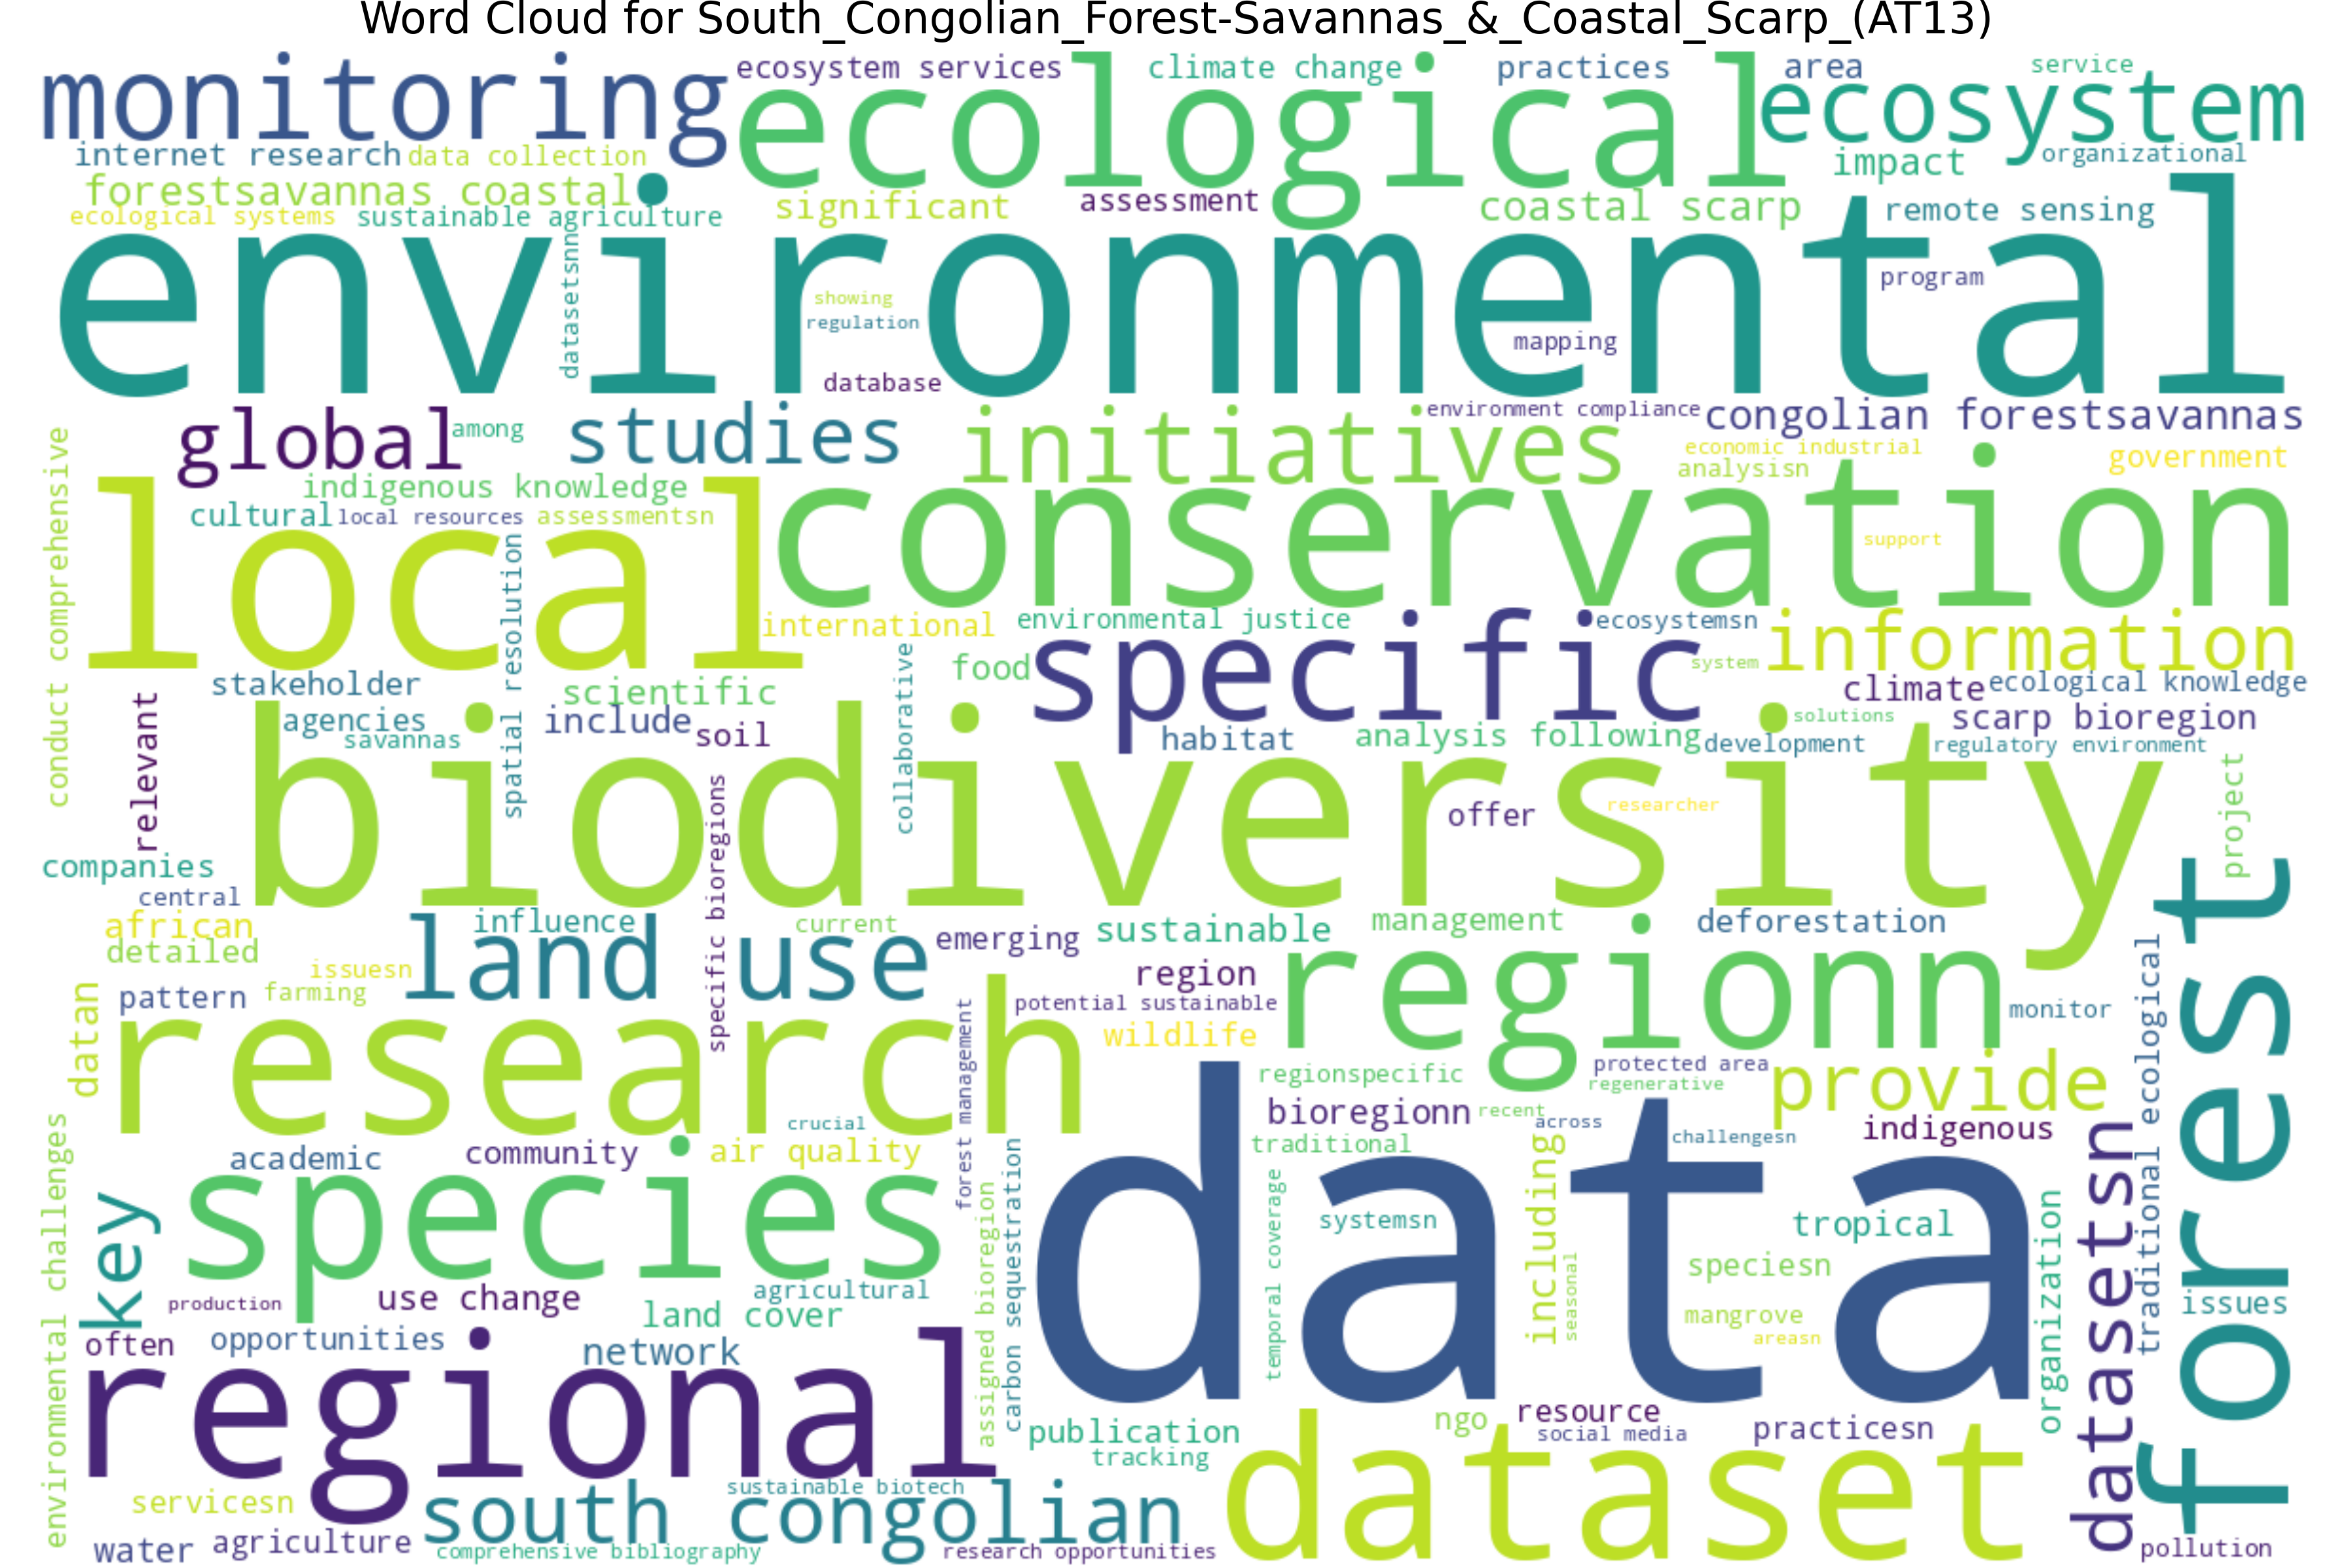 Word Cloud for South_Congolian_Forest-Savannas_&_Coastal_Scarp_(AT13)
monitoring
ecosystem services
climate change
practices
area
service
ecological
ecosystem
internet research
data collection
impact
organizational
forestsavannas coastal
significant
assessment
coastal scarp
remote sensing
ecological systems
sustainable agriculture
environmental
datasetsnno
showing
regulation
program
mapping
database
global
among
studies
initiatives
environment compliance
congolian forestsavannas
economic industrial
analysisn
government
conduct comprehensive
indigenous knowledge
cultural
local resources
assessmentsn
local
conservation
support
spatial resolution
international
environmental justice
specific
ecosystemsn
information
stakeholder
scientific
collaborative
food
system
climate
ecological knowledge
relevant
agencies
savannas
include
soil
habitat
analysis following
solutions
development
scarp bioregion
regulatory environment
biodiversity
specific bioregions
offer
researcher
project
companies
central
african
detailed
influence
current
emerging
sustainable
management
deforestation
forest
issuesn
land use
region
regionn
pattern
farming
potential sustainable
monitor
datan
research
forest management
wildlife
protected area
regionspecific
regenerative
provide
traditional ecological
bioregionn
recent
across
challengesn
indigenous
crucial
environmental challenges
academic
community
air quality
traditional
data
including
key
species
assigned bioregion
carbon sequestration
temporal coverage
systemsn
seasonal
tropical
speciesn
mangrove
areasn
organization
datasetsn
issues
production
use change
agricultural
land cover
often
opportunities
network
regional
publication
tracking
ngo
resource
social media
practicesn
dataset
servicesn
south congolian
sustainable biotech
water
agriculture
comprehensive bibliography
research opportunities
pollution